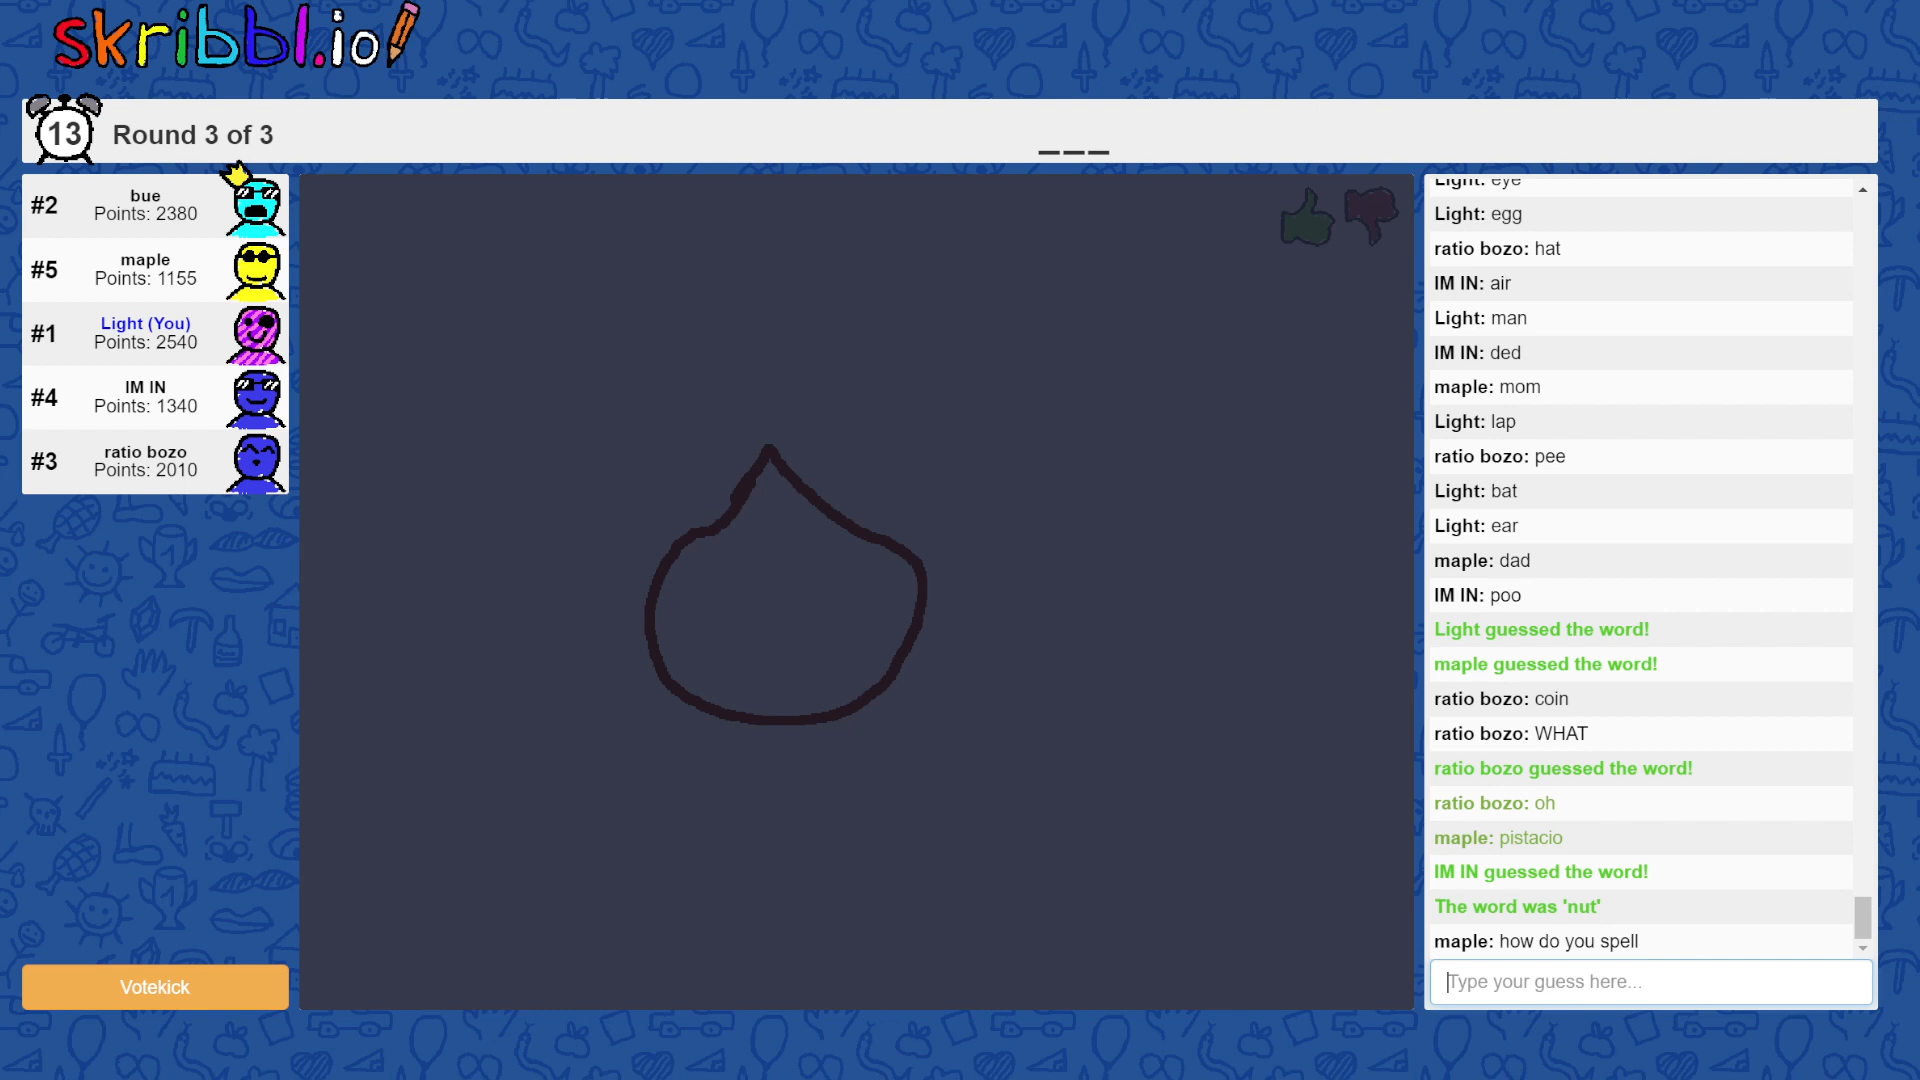 skribbl.io
13
Round 3 of 3
___
#2
bue
Points: 2380
#5
maple
Points: 1155
#1
Light (You)
Points: 2540
#4
IM IN
Points: 1340
#3
ratio bozo
Points: 2010
Votekick
Light: eye
Light: egg
ratio bozo: hat
IM IN: air
Light: man
IM IN: ded
maple: mom
Light: lap
ratio bozo: pee
Light: bat
Light: ear
maple: dad
IM IN: poo
Light guessed the word!
maple guessed the word!
ratio bozo: coin
ratio bozo: WHAT
ratio bozo guessed the word!
ratio bozo: oh
maple: pistacio
IM IN guessed the word!
The word was 'nut'
maple: how do you spell
Type your guess here...